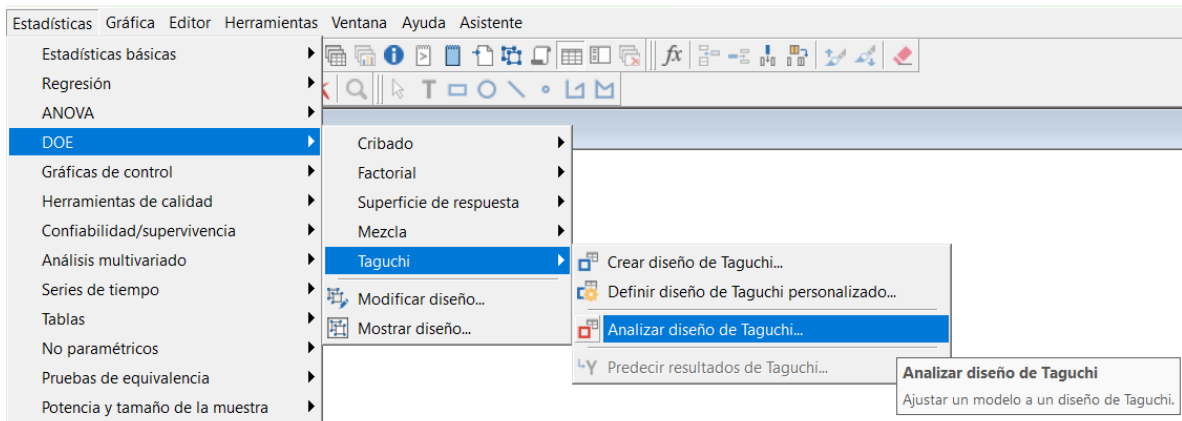 Estadísticas Gráfica Editor Herramientas Ventana Ayuda Asistente
Estadísticas básicas
Regresión
ANOVA
DOE
Gráficas de control
Herramientas de calidad
Confiabilidad/supervivencia
Análisis multivariado
Series de tiempo
Tablas
No paramétricos
Pruebas de equivalencia
Potencia y tamaño de la muestra
Cribado
Factorial
Superficie de respuesta
Mezcla
Taguchi
Modificar diseño...
Mostrar diseño...
Crear diseño de Taguchi...
Definir diseño de Taguchi personalizado...
Analizar diseño de Taguchi...
Predecir resultados de Taguchi...
Analizar diseño de Taguchi
Ajustar un modelo a un diseño de Taguchi.